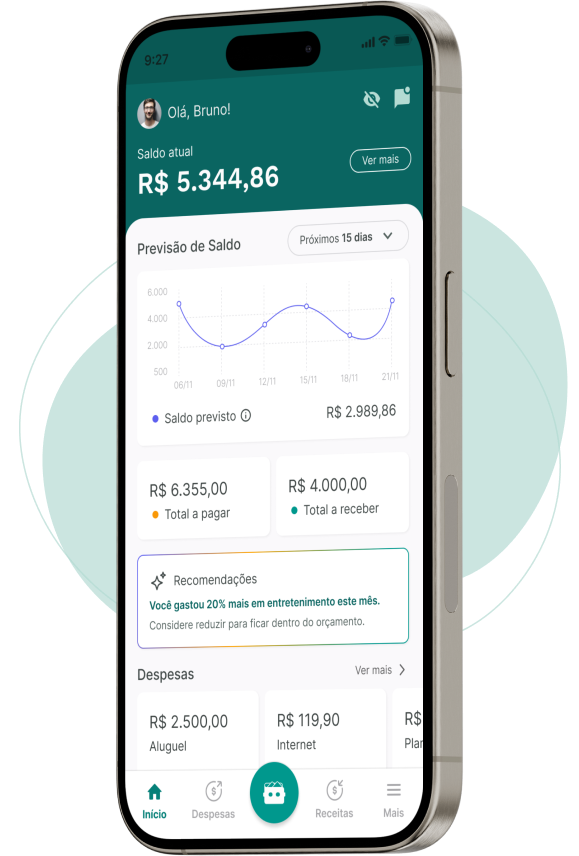 9:27
Olá, Bruno!
Saldo atual
R$ 5.344,86
Ver mais
Previsão de Saldo
Próximos 15 dias
6.000
4.000
2.000
500
06/11 09/11 12/11 15/11 18/11 21/11
Saldo previsto
R$ 2.989,86
R$ 6.355,00
Total a pagar
R$ 4.000,00
Total a receber
Recomendações
Você gastou 20% mais em entretenimento este mês.
Considere reduzir para ficar dentro do orçamento.
Despesas
Ver mais
R$ 2.500,00
Aluguel
R$ 119,90
Internet
R$
Plan
Início
Despesas
Receitas
Mais